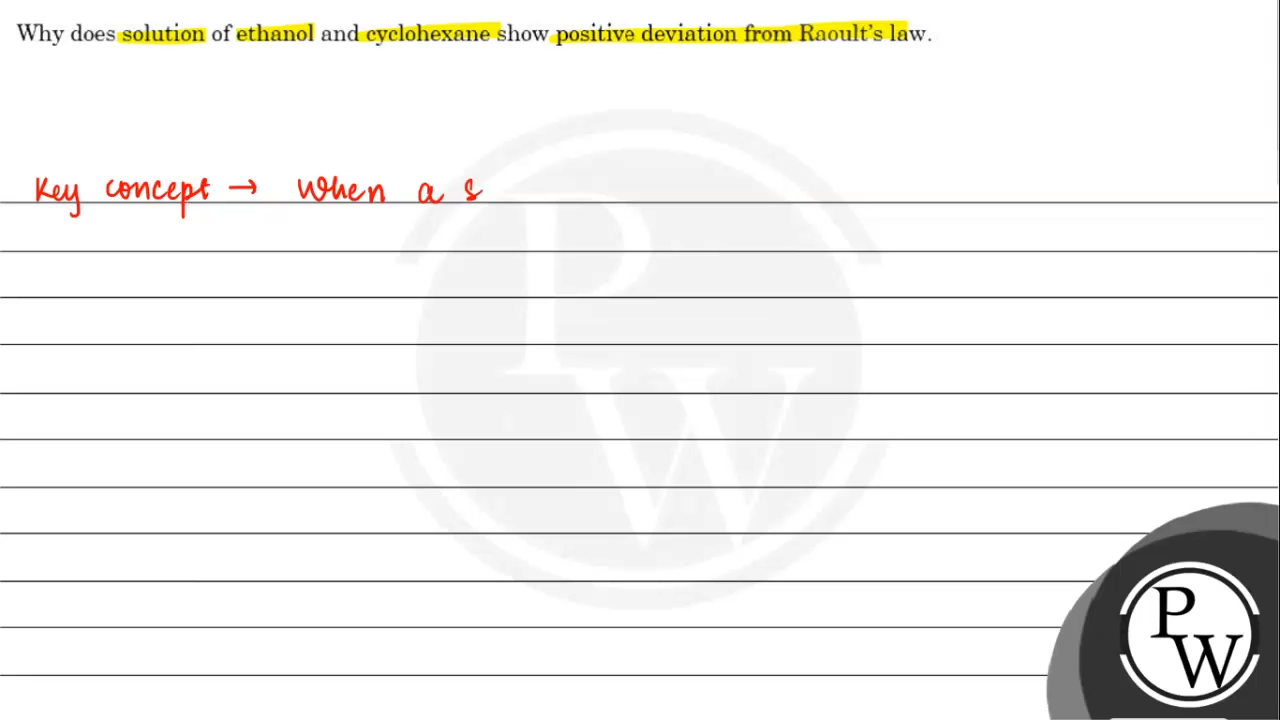 Why does solution of ethanol and cyclohexane show positive deviation from Raoult's law.
Key concept → When a s
P
W
P
W